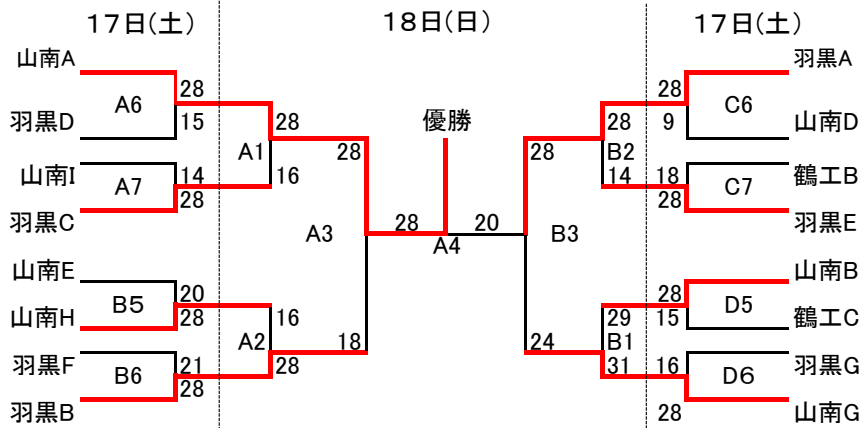 17日(土) 18日(日) 17日(土)
山南A 羽黒A
28 28
A6 C6
羽黒D 15 28 優勝 28 9 山南D
A1 28 28 B2
山南I 14 16 14 18 鶴工B
A7 C7
羽黒C 28 28 羽黒E
A3 28 20 B3
A4
山南E 山南B
20 28
B5 D5
山南H 28 16 29 15 鶴工C
A2 18 24 B1
羽黒F 21 28 31 16 羽黒G
B6 D6
羽黒B 28 28 山南G